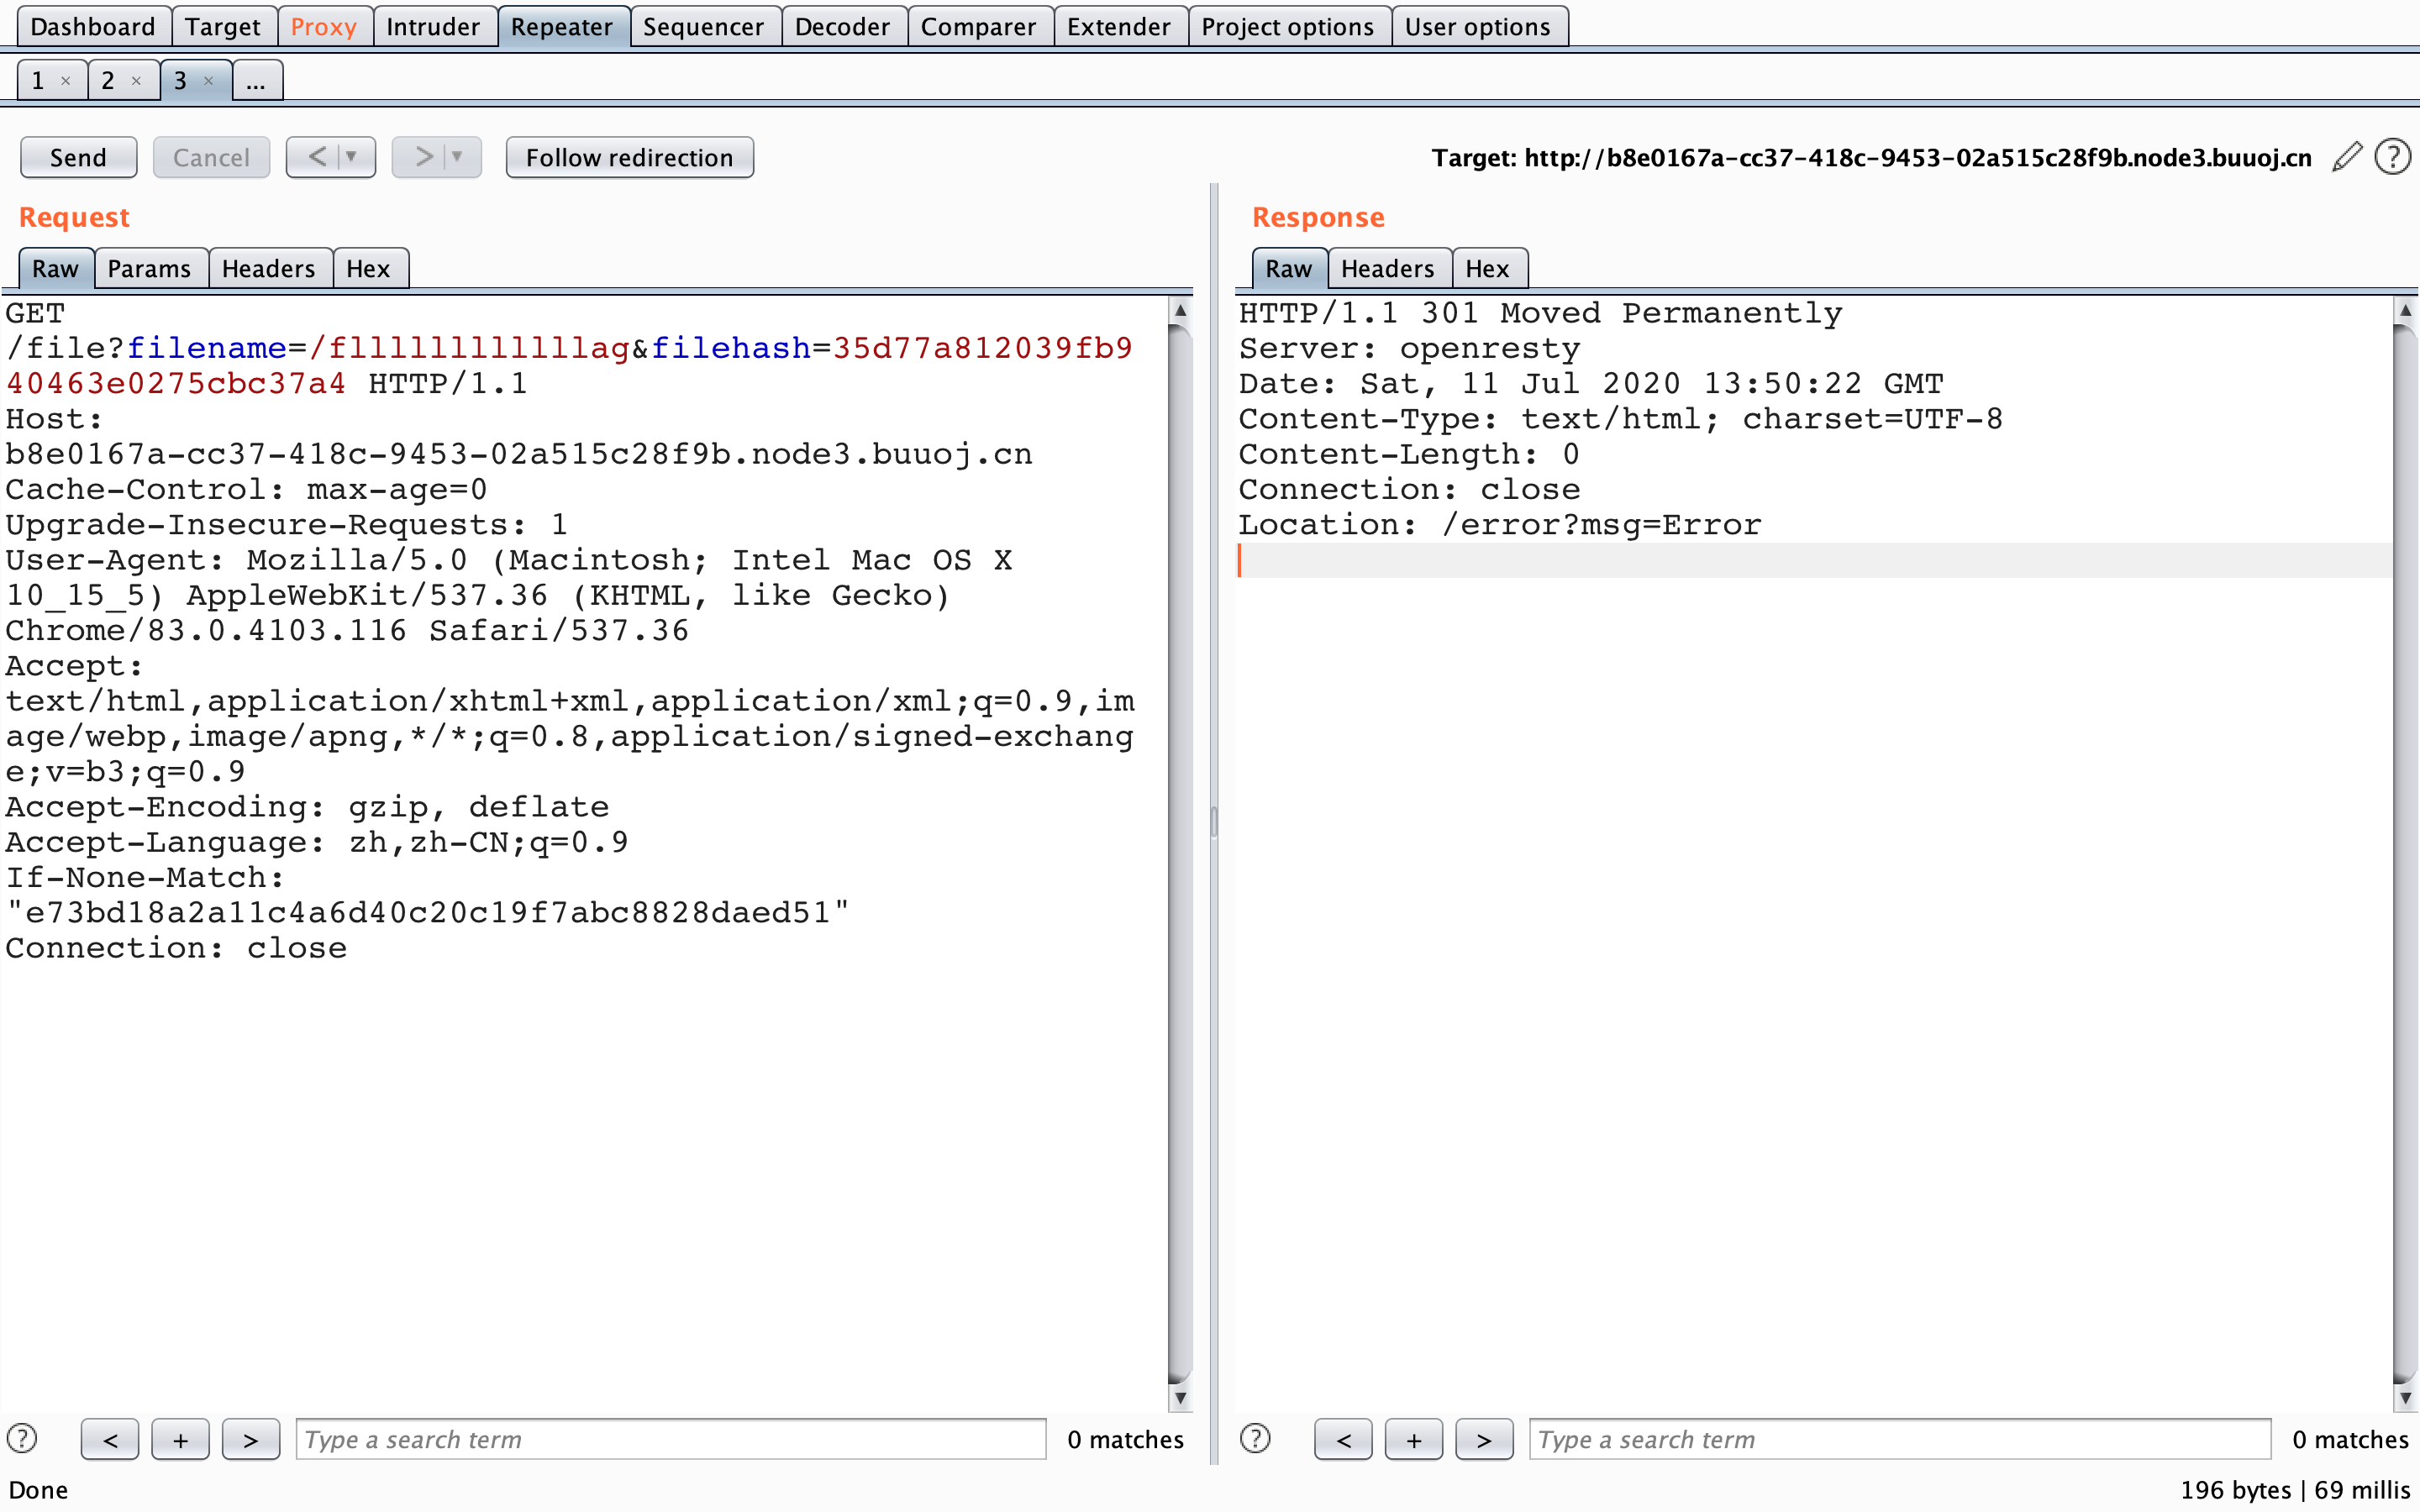 Dashboard Target Proxy Intruder Repeater Sequencer Decoder Comparer Extender Project options User options
1 × 2 × 3 × ...
Send Cancel < ▼ > ▼ Follow redirection Target: http://b8e0167a-cc37-418c-9453-02a515c28f9b.node3.buuoj.cn ?
Request
Raw Params Headers Hex
GET
/file?filename=/fllllllllllllag&filehash=35d77a812039fb9
40463e0275cbc37a4 HTTP/1.1
Host:
b8e0167a-cc37-418c-9453-02a515c28f9b.node3.buuoj.cn
Cache-Control: max-age=0
Upgrade-Insecure-Requests: 1
User-Agent: Mozilla/5.0 (Macintosh; Intel Mac OS X
10_15_5) AppleWebKit/537.36 (KHTML, like Gecko)
Chrome/83.0.4103.116 Safari/537.36
Accept:
text/html,application/xhtml+xml,application/xml;q=0.9,im
age/webp,image/apng,*/*;q=0.8,application/signed-exchang
e;v=b3;q=0.9
Accept-Encoding: gzip, deflate
Accept-Language: zh,zh-CN;q=0.9
If-None-Match:
"e73bd18a2a11c4a6d40c20c19f7abc8828daed51"
Connection: close
? < + > Type a search term 0 matches
Response
Raw Headers Hex
HTTP/1.1 301 Moved Permanently
Server: openresty
Date: Sat, 11 Jul 2020 13:50:22 GMT
Content-Type: text/html; charset=UTF-8
Content-Length: 0
Connection: close
Location: /error?msg=Error
? < + > Type a search term 0 matches
Done 196 bytes | 69 millis